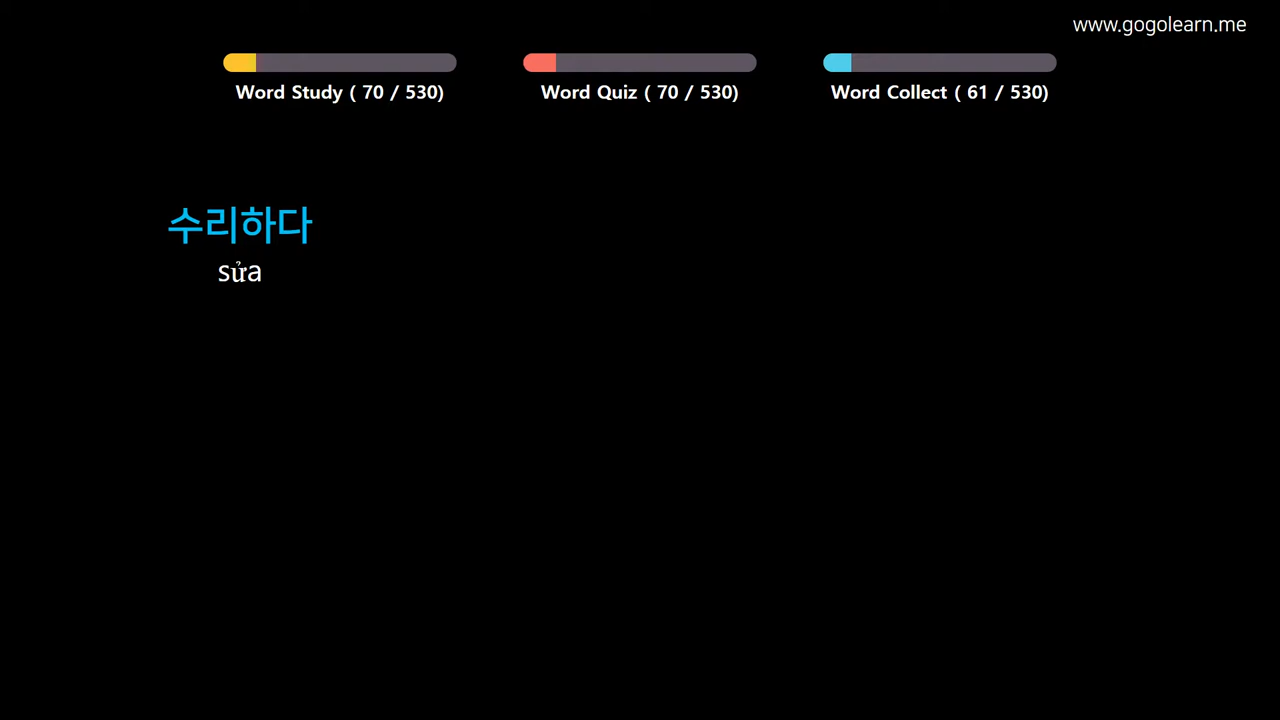 www.gogolearn.me
Word Study ( 70 / 530)
Word Quiz ( 70 / 530)
Word Collect ( 61 / 530)
수리하다
sửa